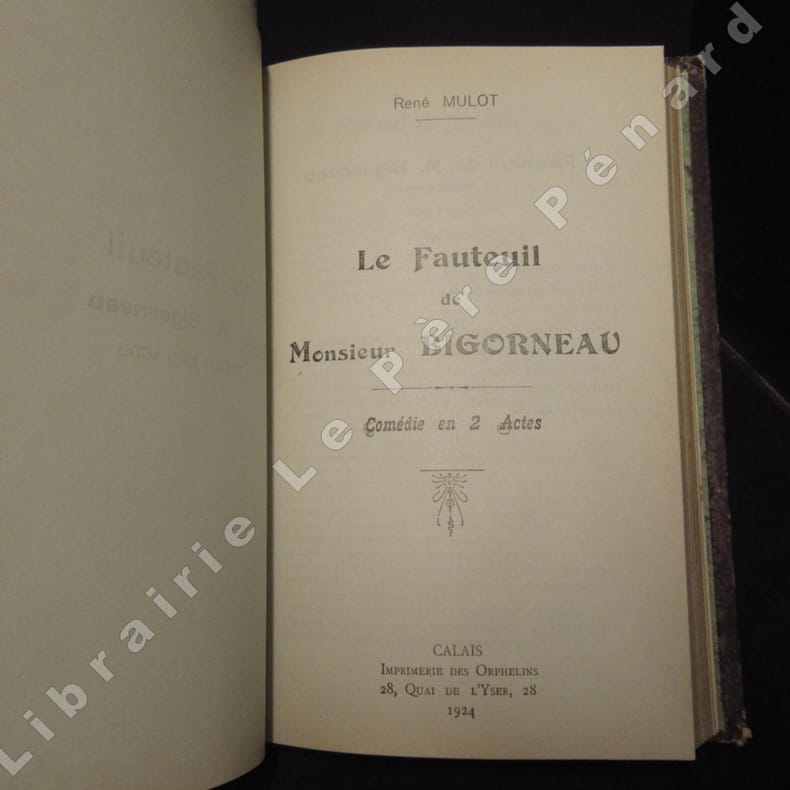 René MULOT
Le Fauteuil
de
Monsieur BIGORNEAU
Comédie en 2 Actes
CALAIS
IMPRIMERIE DES ORPHELINS
28, QUAI DE L'YSER, 28
1924
Librairie Le Père Pénard